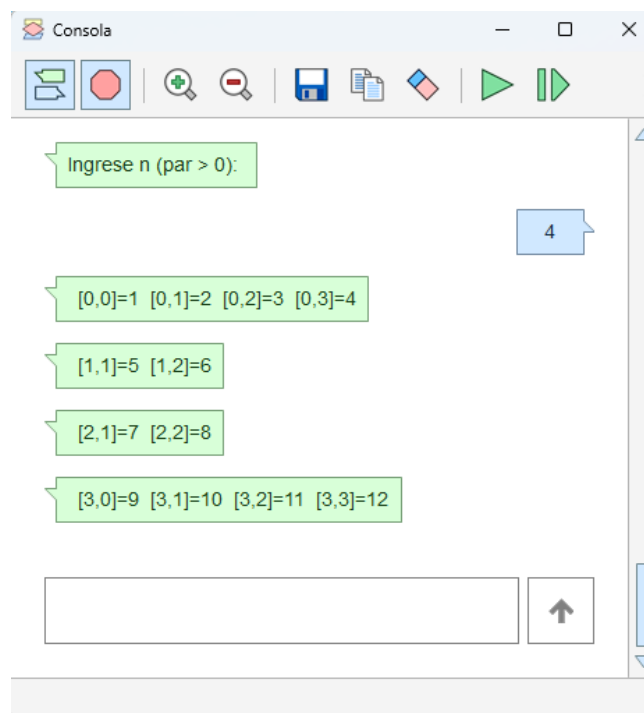 Consola
Ingrese n (par > 0):
4
[0,0]=1 [0,1]=2 [0,2]=3 [0,3]=4
[1,1]=5 [1,2]=6
[2,1]=7 [2,2]=8
[3,0]=9 [3,1]=10 [3,2]=11 [3,3]=12